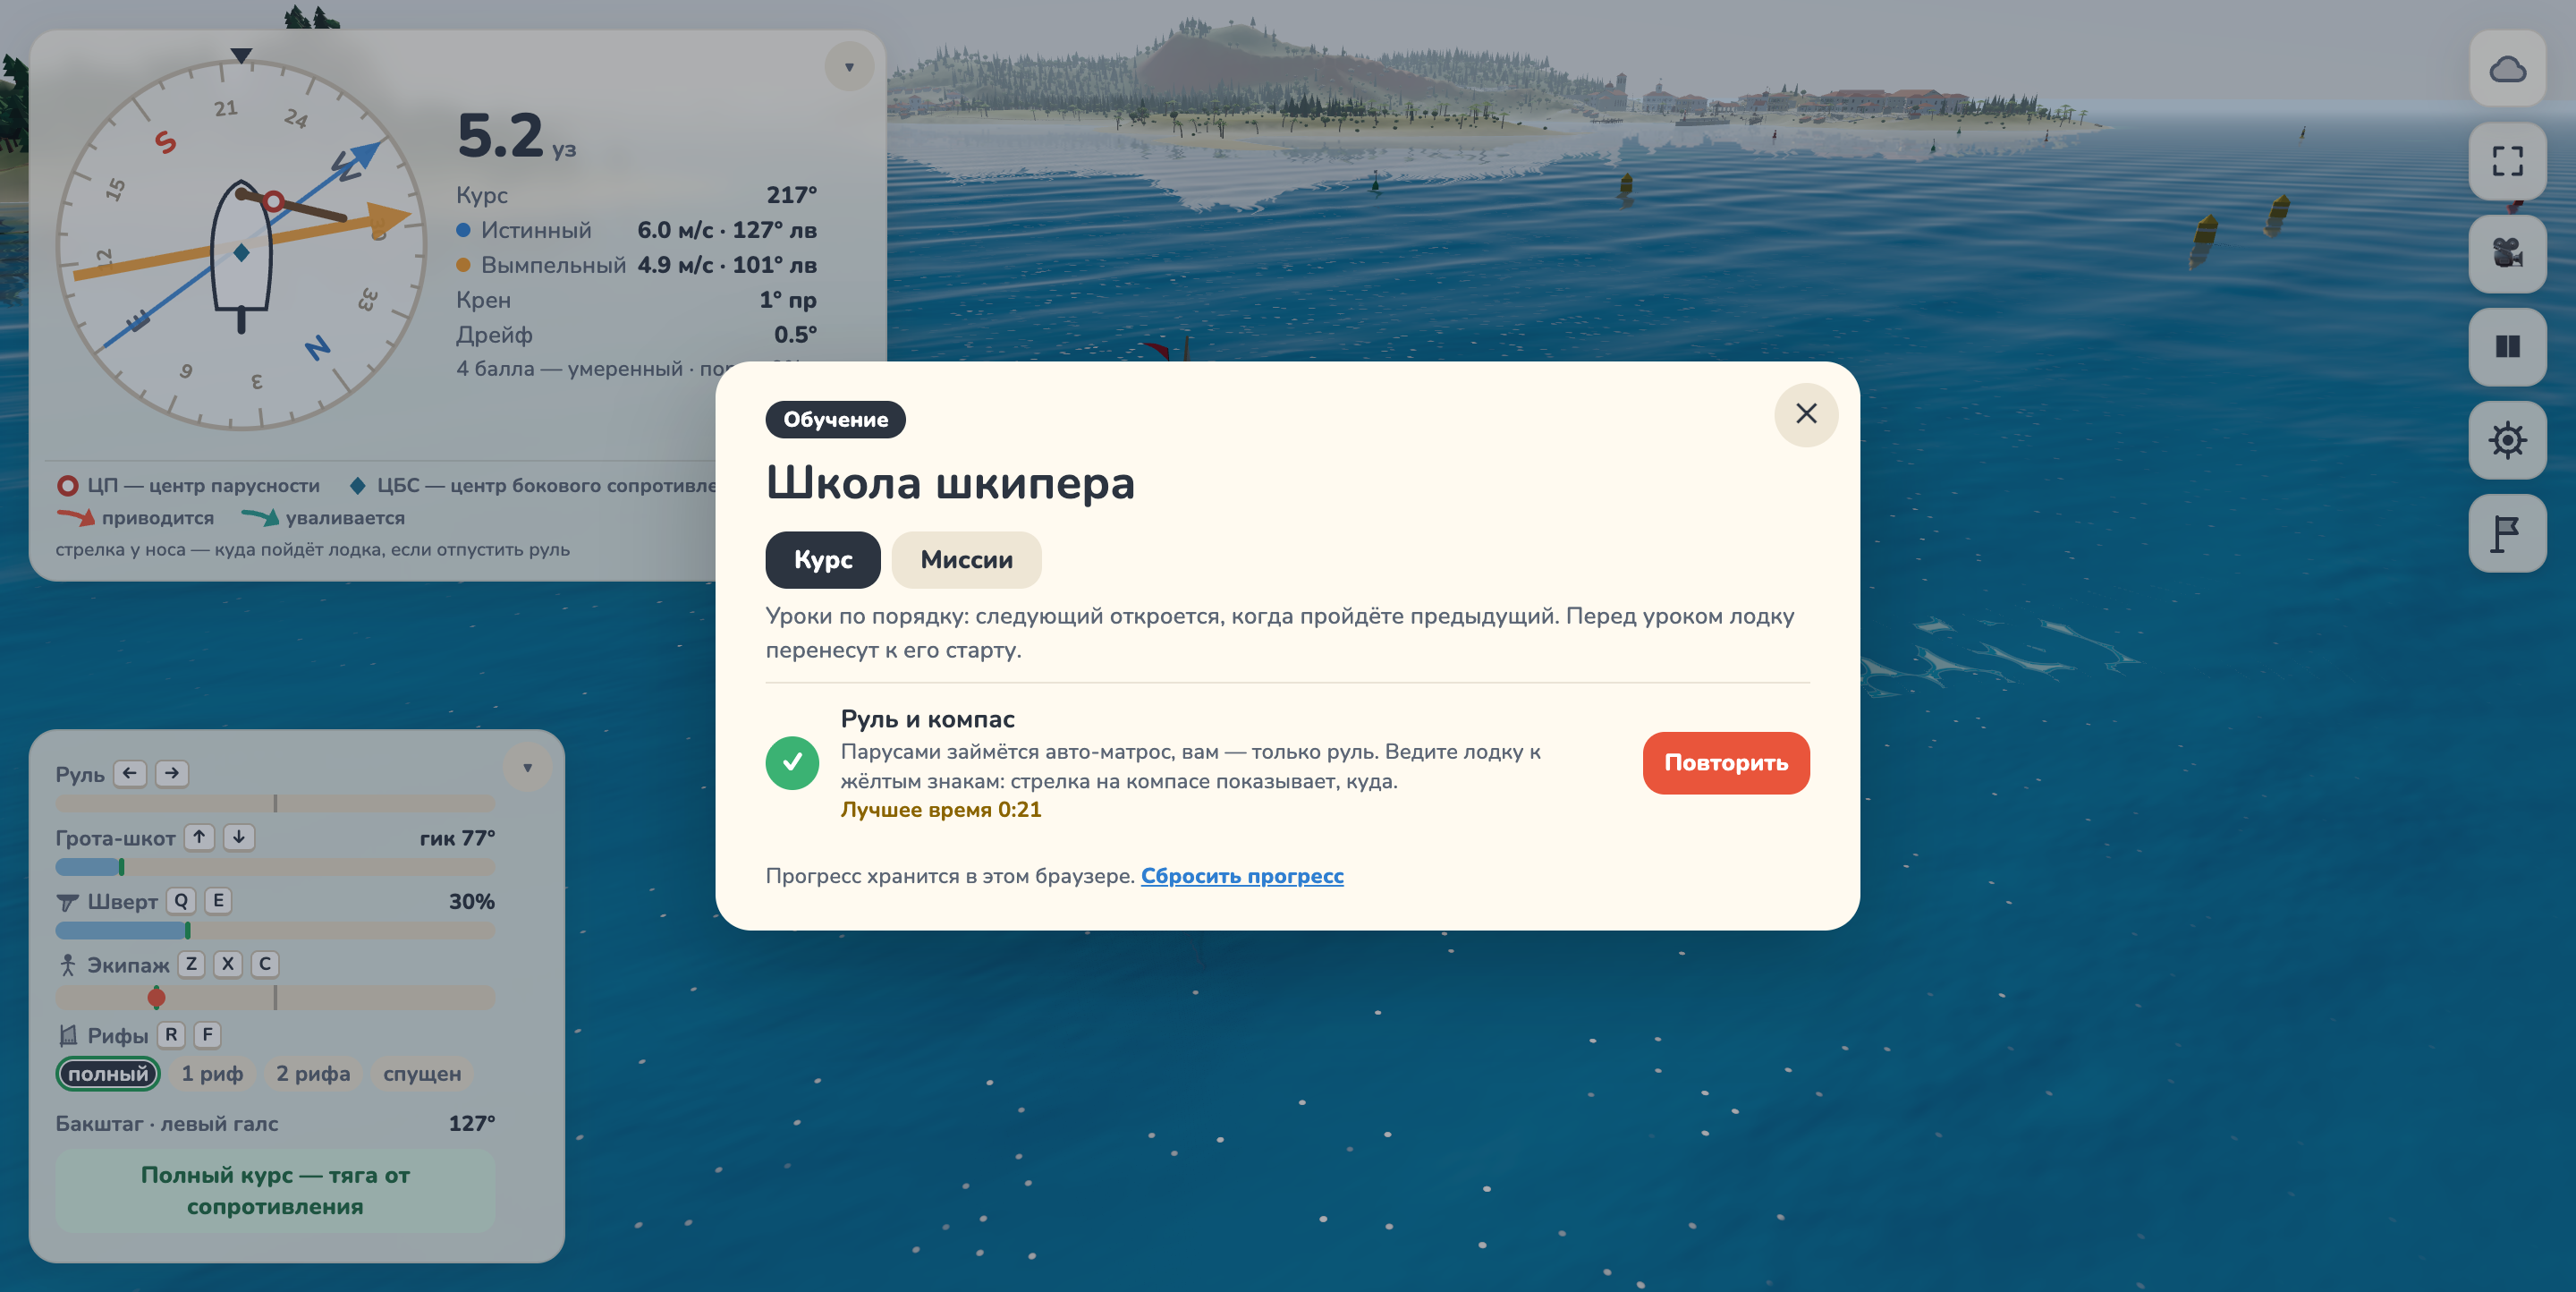 21
24
S
W
15
12
33
E
N
6
3
5.2 уз
Курс 217°
Истинный 6.0 м/с · 127° лв
Вымпельный 4.9 м/с · 101° лв
Крен 1° пр
Дрейф 0.5°
4 балла — умеренный ·
ЦП — центр парусности ЦБС — центр бокового
приводится уваливается
стрелка у носа — куда пойдёт лодка, если отпустить руль
Обучение
Школа шкипера
Курс Миссии
Уроки по порядку: следующий откроется, когда пройдёте предыдущий. Перед уроком лодку
перенесут к его старту.
Руль и компас
Парусами займётся авто-матрос, вам — только руль. Ведите лодку к
жёлтым знакам: стрелка на компасе показывает, куда.
Лучшее время 0:21
Повторить
Прогресс хранится в этом браузере. Сбросить прогресс
Руль ← →
Грота-шкот ↑ ↓ гик 77°
Шверт Q E 30%
Экипаж Z X C
Рифы R F
полный 1 риф 2 рифа спущен
Бакштаг · левый галс 127°
Полный курс — тяга от
сопротивления